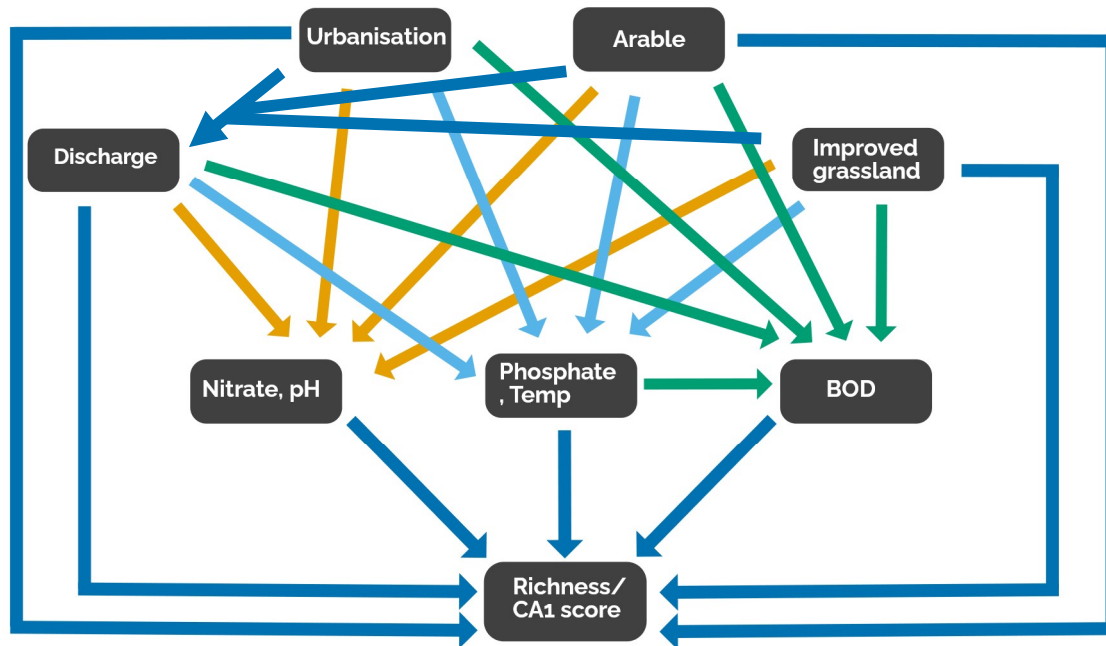 Urbanisation
Arable
Discharge
Improved
grassland
Nitrate, pH
Phosphate
, Temp
BOD
Richness/
CA1 score